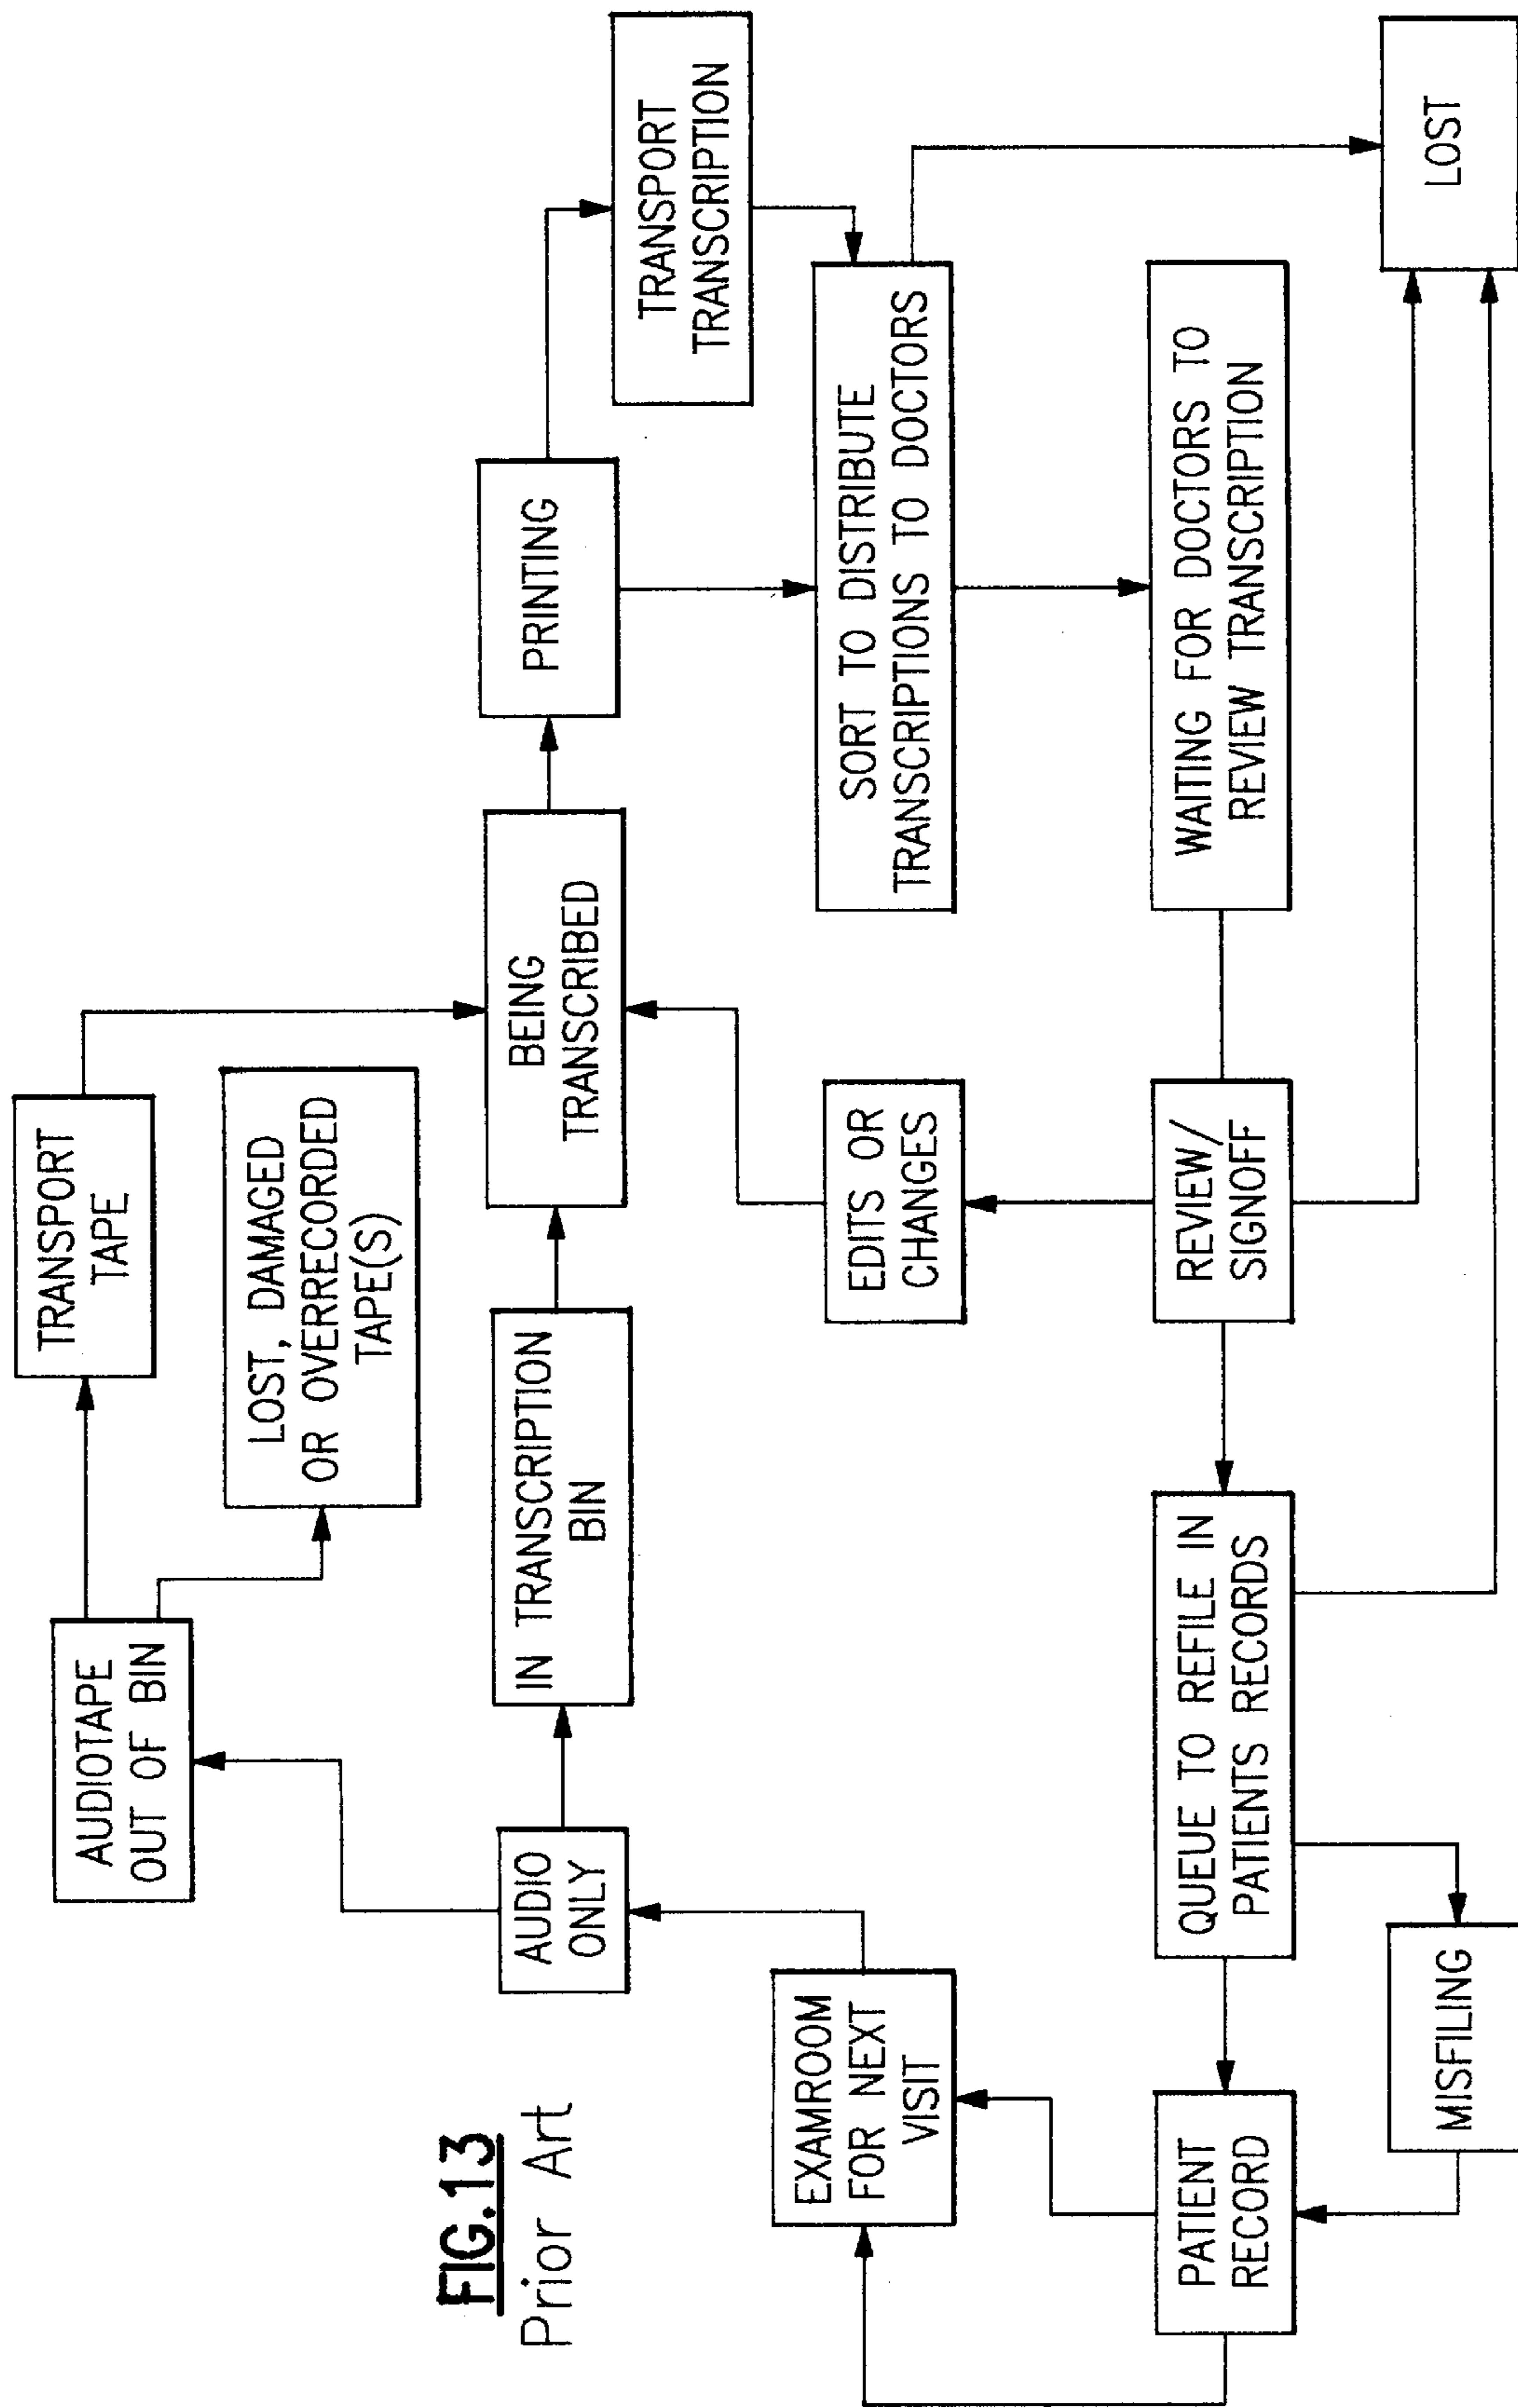 TRANSPORT
TAPE
AUDIOTAPE
OUT OF BIN
LOST, DAMAGED
OR OVERRECORDED
TAPE(S)
AUDIO
ONLY
IN TRANSCRIPTION
BIN
BEING
TRANSCRIBED
PRINTING
TRANSPORT
TRANSCRIPTION
FIG.13
Prior Art
EXAMROOM
FOR NEXT
VISIT
EDITS OR
CHANGES
SORT TO DISTRIBUTE
TRANSCRIPTIONS TO DOCTORS
PATIENT
RECORD
QUEUE TO REFILE IN
PATIENTS RECORDS
REVIEW/
SIGNOFF
WAITING FOR DOCTORS TO
REVIEW TRANSCRIPTION
MISFILING
LOST